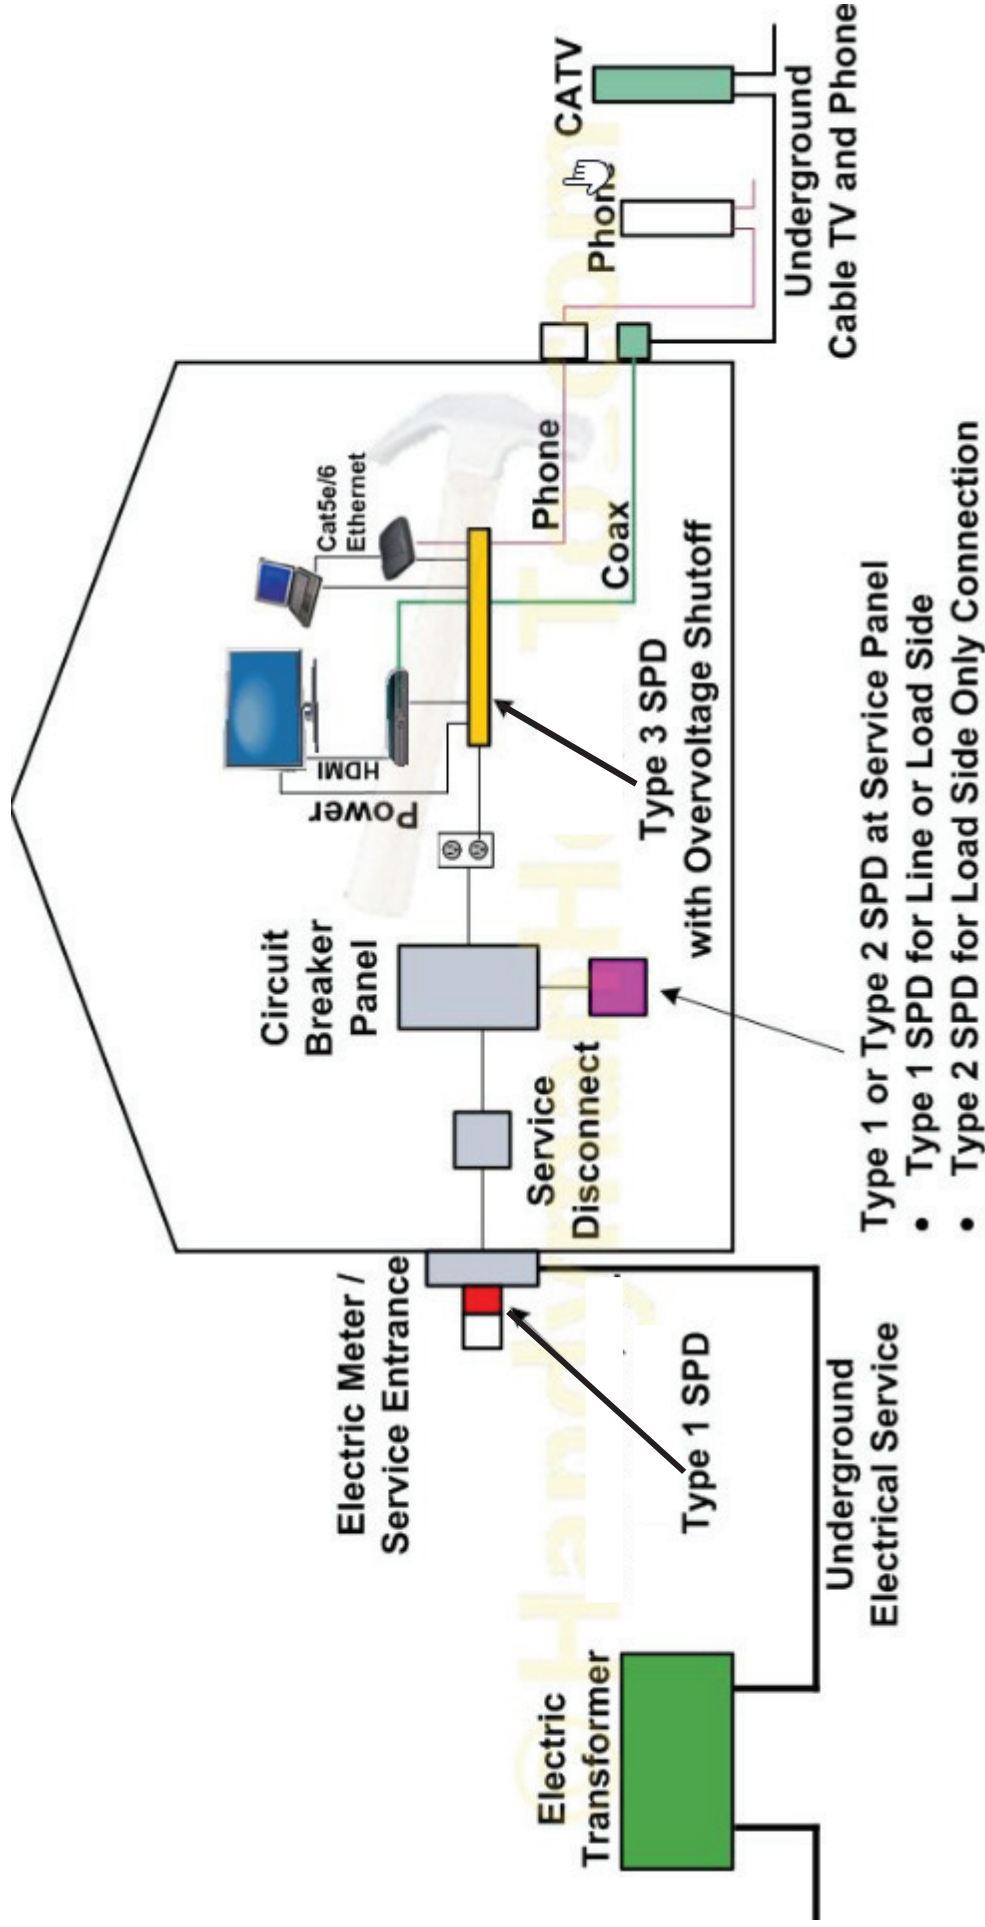 Electric
Transformer
Underground
Electrical Service
Electric Meter /
Service Entrance
Type 1 SPD
Service
Disconnect
Circuit
Breaker
Panel
Type 1 or Type 2 SPD at Service Panel
• Type 1 SPD for Line or Load Side
• Type 2 SPD for Load Side Only Connection
Power
HDMI
Cat5e/6
Ethernet
Type 3 SPD
with Overvoltage Shutoff
Phone
Coax
Phone
CATV
Underground
Cable TV and Phone